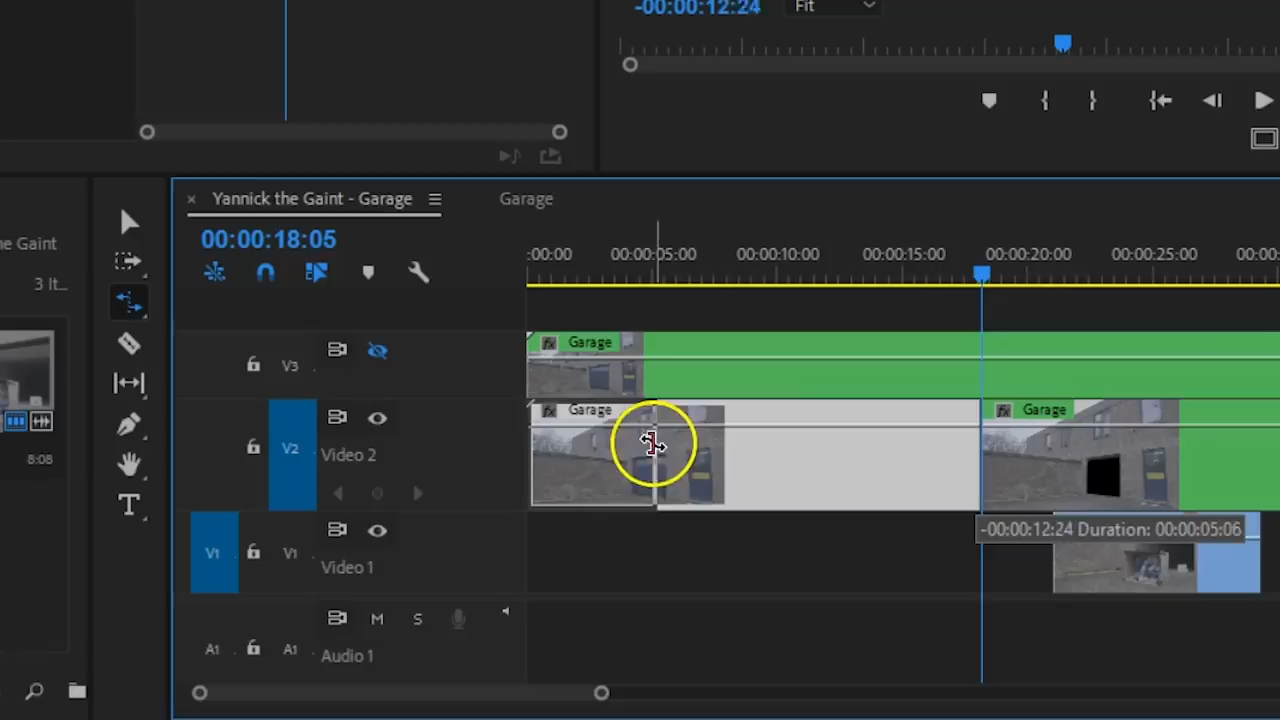 -00:00:12:24 Fit
Yannick the Gaint - Garage
Garage
he Gaint
00:00:18:05
:00:00 00:00:05:00 00:00:10:00 00:00:15:00 00:00:20:00 00:00:25:00 00:00:
3 It...
V3
Garage
V2
Video 2
Garage
Garage
8:08
-00:00:12:24 Duration: 00:00:05:06
V1 V1
Video 1
M S
A1 A1
Audio 1